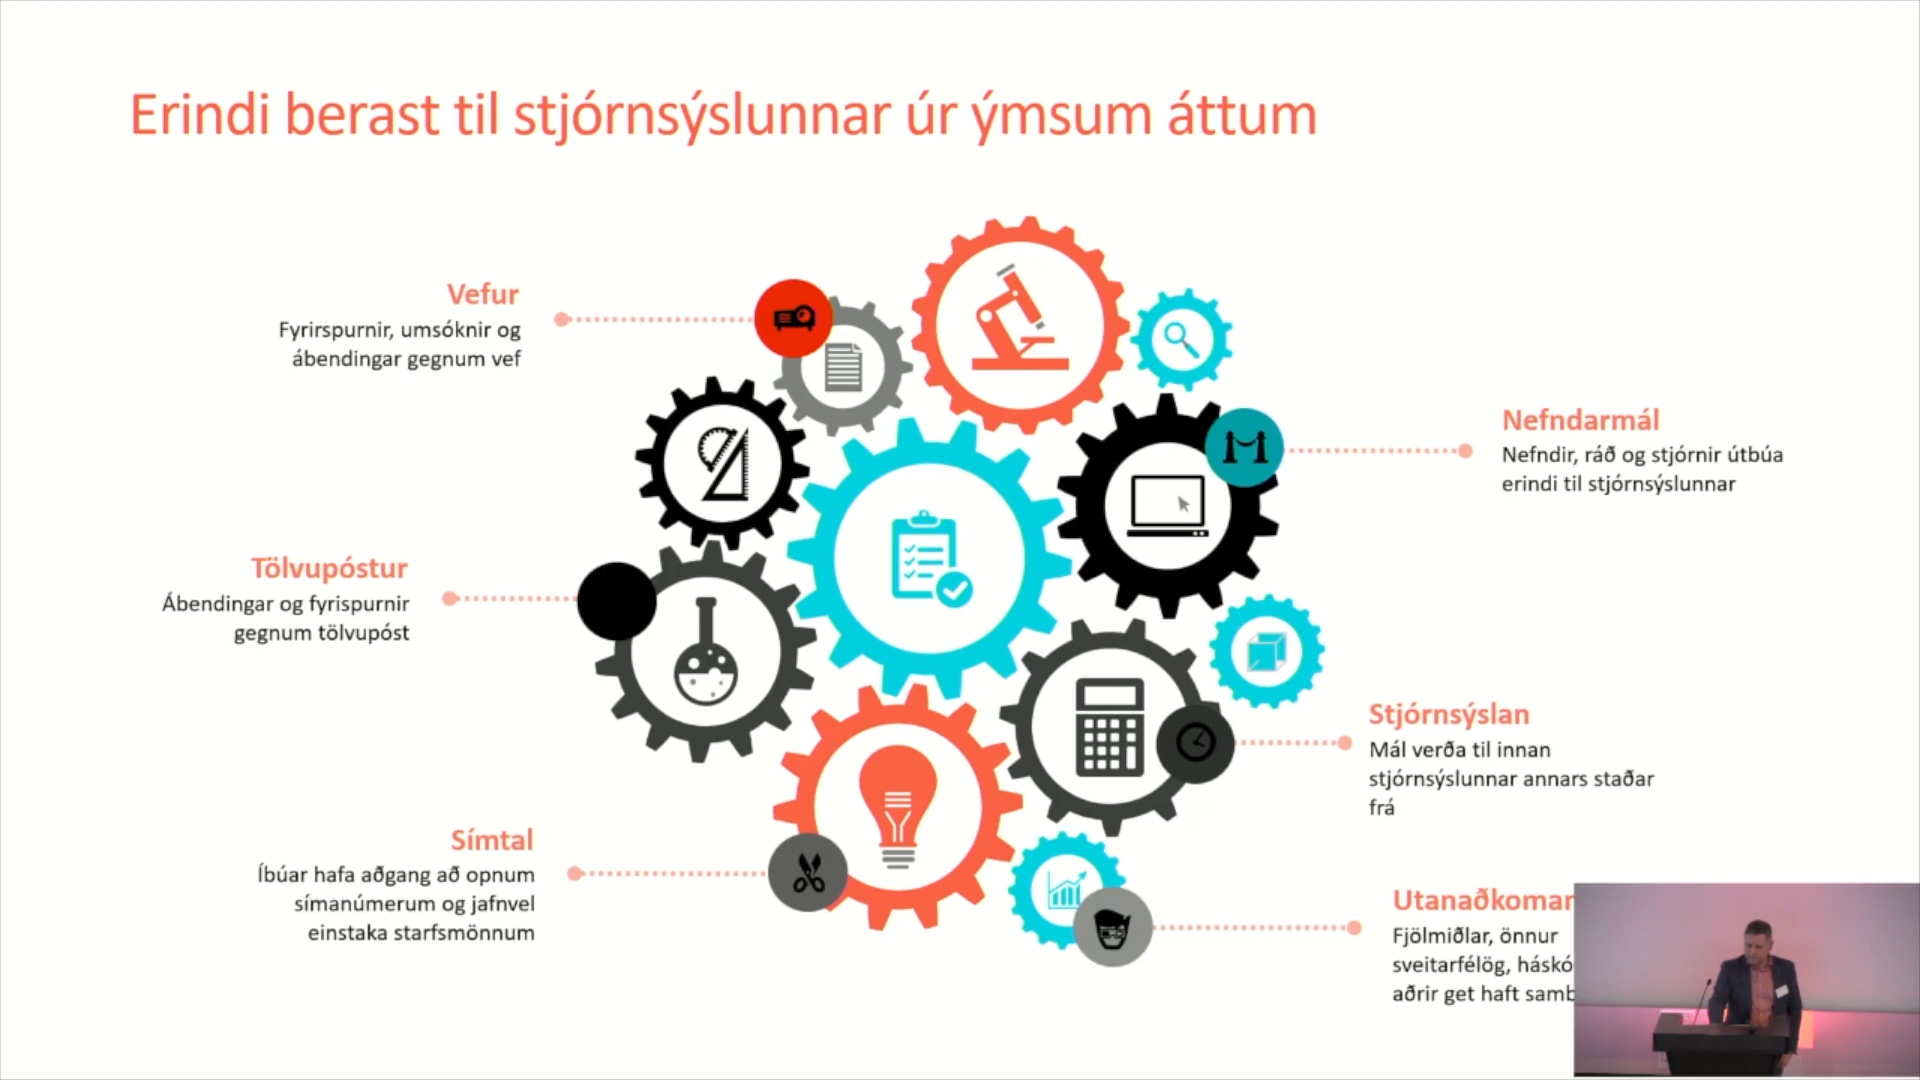 Erindi berast til stjórnsýslunnar úr ýmsum áttum
Vefur
Fyrirspurnir, umsóknir og
ábendingar gegnum vef
Tölvupóstur
Ábendingar og fyrispurnir
gegnum tölvupóst
Símtal
Íbúar hafa aðgang að opnum
símanúmerum og jafnvel
einstaka starfsmönnum
Nefndarmál
Nefndir, ráð og stjórnir útbúa
erindi til stjórnsýslunnar
Stjórnsýslan
Mál verða til innan
stjórnsýslunnar annars staðar
frá
Fjölmiðlar, önnur
sveitarfélög,
aðrir get haft